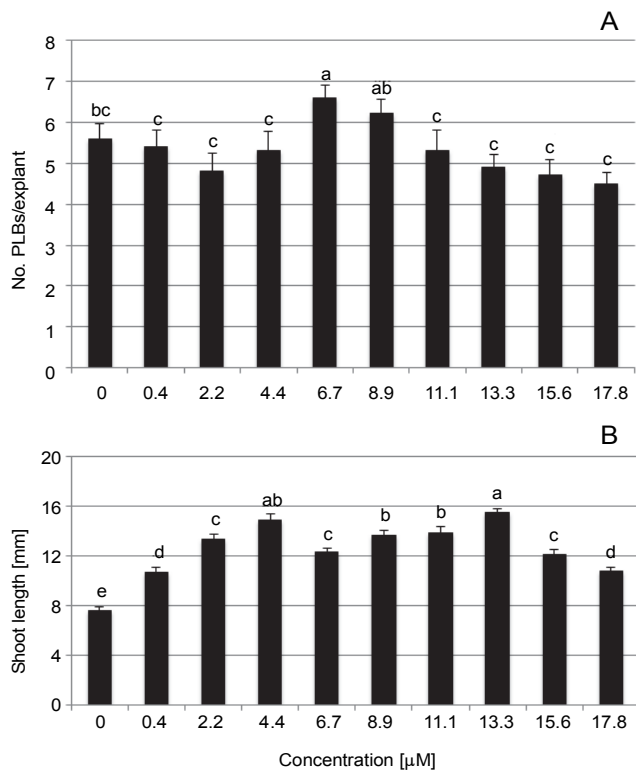 A
8
7
6
5
4
3
2
1
0
No. PLBs/explant
bc c c c a ab c c c c
0 0.4 2.2 4.4 6.7 8.9 11.1 13.3 15.6 17.8
B
20
16
12
8
4
0
Shoot length [mm]
e d c ab c b b a c d
0 0.4 2.2 4.4 6.7 8.9 11.1 13.3 15.6 17.8
Concentration [μM]